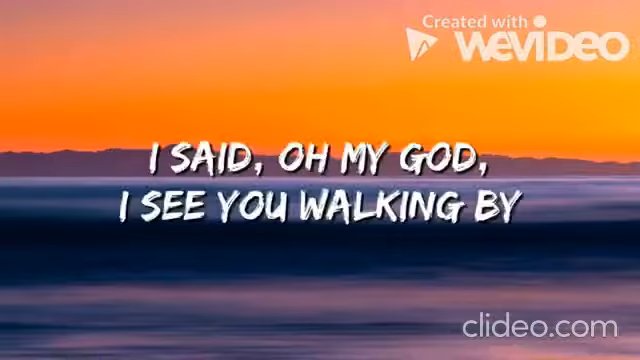 Created with
WEVIDEO
I SAID, OH MY GOD,
I SEE YOU WALKING BY
clideo.com